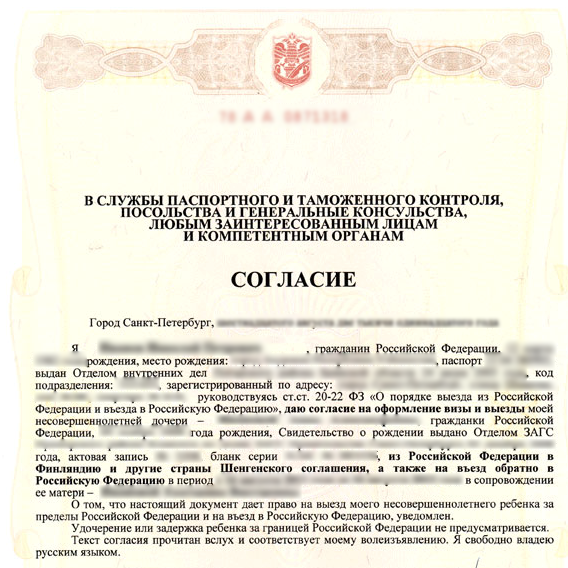 В СЛУЖБЫ ПАСПОРТНОГО И ТАМОЖЕННОГО КОНТРОЛЯ,
ПОСОЛЬСТВА И ГЕНЕРАЛЬНЫЕ КОНСУЛЬСТВА,
ЛЮБЫМ ЗАИНТЕРЕСОВАННЫМ ЛИЦАМ
И КОМПЕТЕНТНЫМ ОРГАНАМ
СОГЛАСИЕ
Город Санкт-Петербург,
Я , гражданин Российской Федерации,
рождения, место рождения: , паспорт
выдан Отделом внутренних дел , код
подразделения: , зарегистрированный по адресу:
руководствуясь ст.ст. 20-22 ФЗ «О порядке выезда из Российской
Федерации и въезда в Российскую Федерацию», даю согласие на оформление визы и выезды моей
несовершеннолетней дочери – , гражданки Российской
Федерации, года рождения, Свидетельство о рождении выдано Отделом ЗАГС
года, актовая запись , бланк серии , из Российской Федерации в
Финляндию и другие страны Шенгенского соглашения, а также на въезд обратно в
Российскую Федерацию в период в сопровождении
ее матери –
О том, что настоящий документ дает право на выезд моего несовершеннолетнего ребенка за
пределы Российской Федерации и на въезд в Российскую Федерацию, уведомлен.
Удочерение или задержка ребенка за границей Российской Федерации не предусматривается.
Текст согласия прочитан вслух и соответствует моему волеизъявлению. Я свободно владею
русским языком.